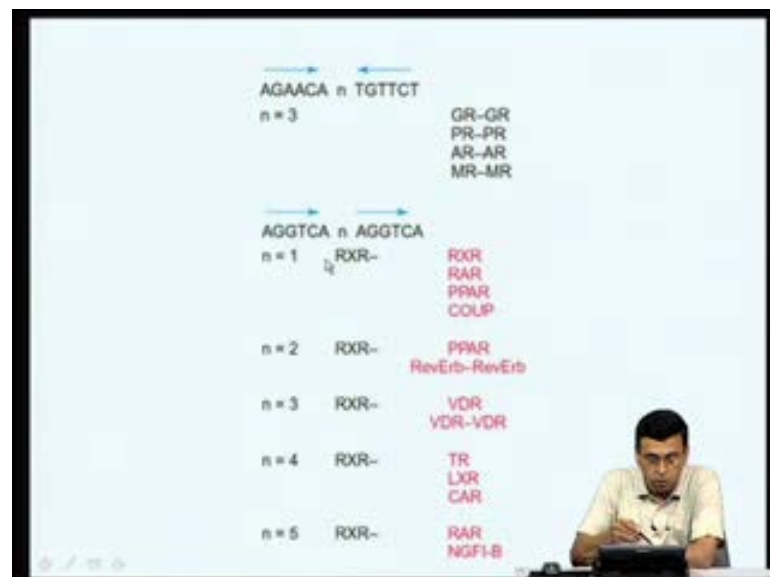 AGAACA n TGTTCT
n = 3 GR–GR
PR–PR
AR–AR
MR–MR
AGGTCA n AGGTCA
n = 1 RXR– RXR
RAR
PPAR
COUP
n = 2 RXR– PPAR
RevErb–RevErb
n = 3 RXR– VDR
VDR–VDR
n = 4 RXR– TR
LXR
CAR
n = 5 RXR– RAR
NGFI-B